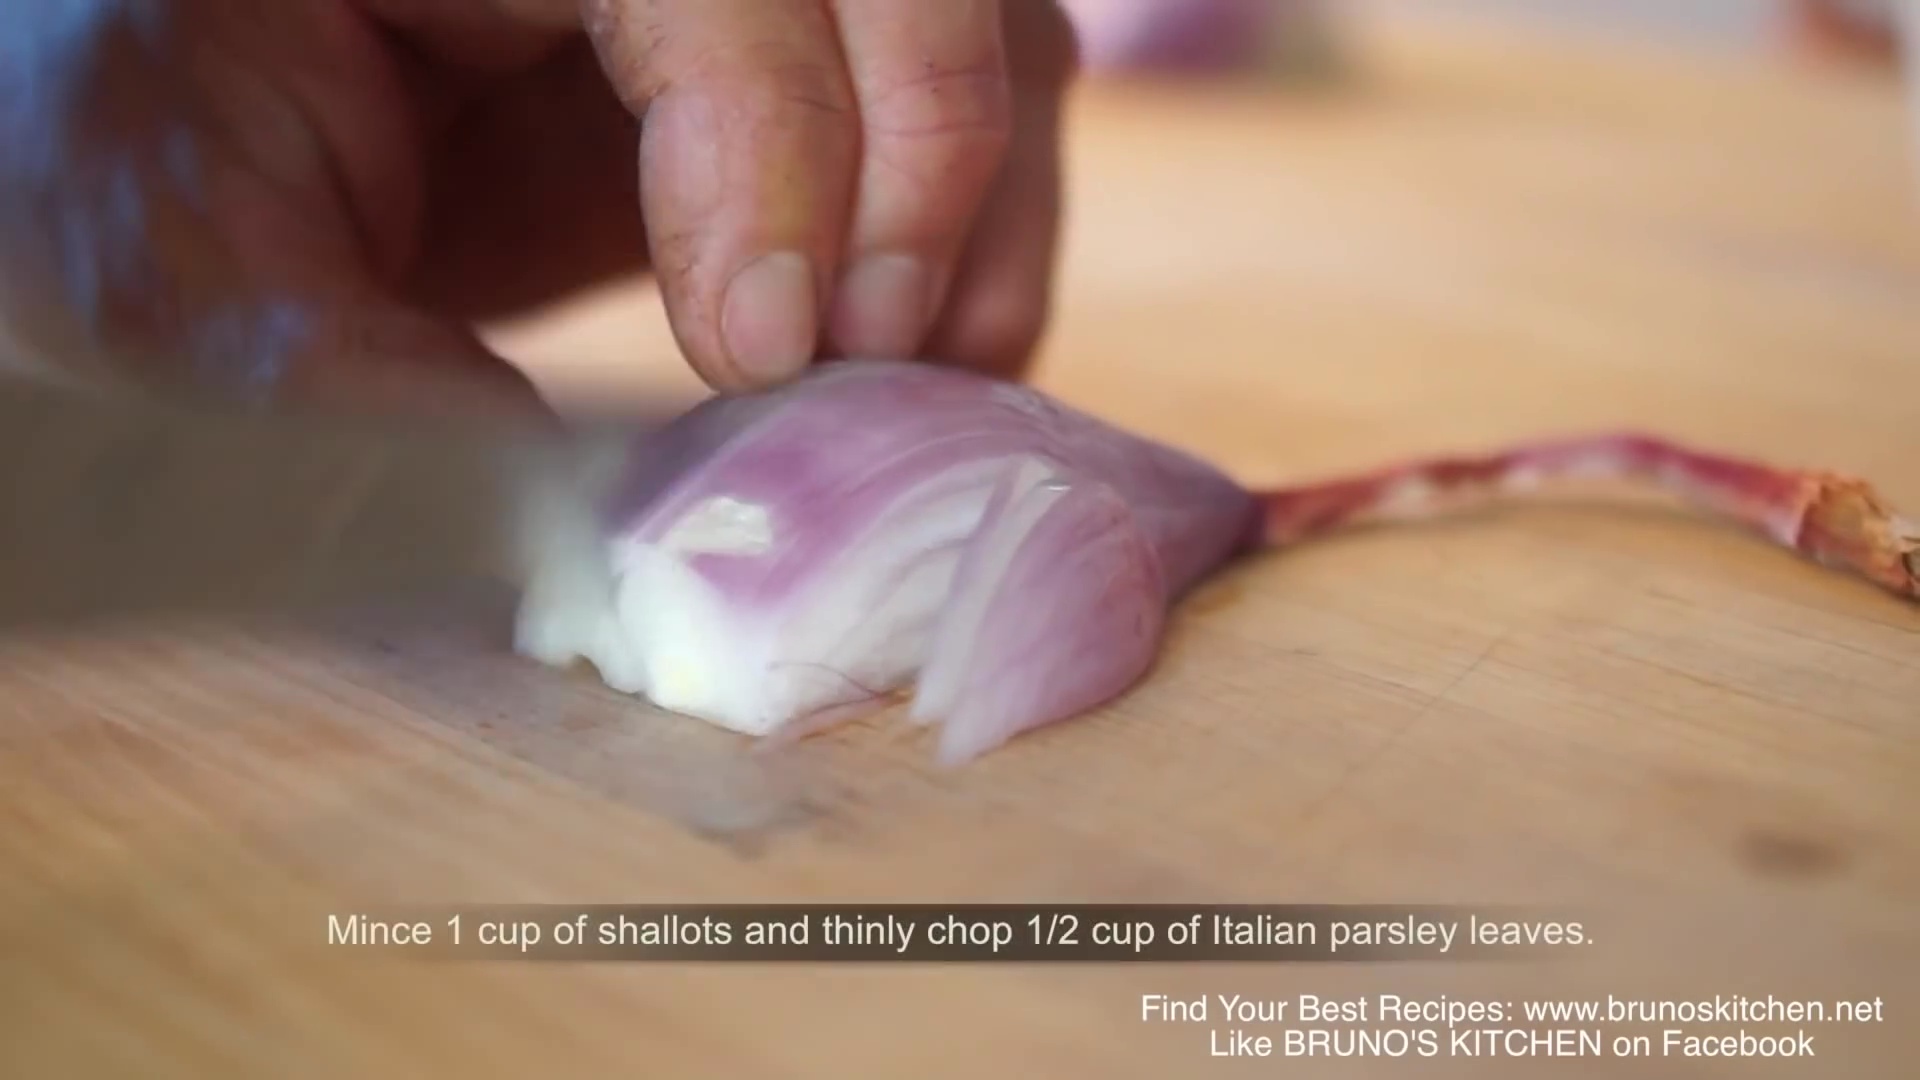 Mince 1 cup of shallots and thinly chop 1/2 cup of Italian parsley leaves.
Find Your Best Recipes: www.brunoskitchen.net
Like BRUNO'S KITCHEN on Facebook